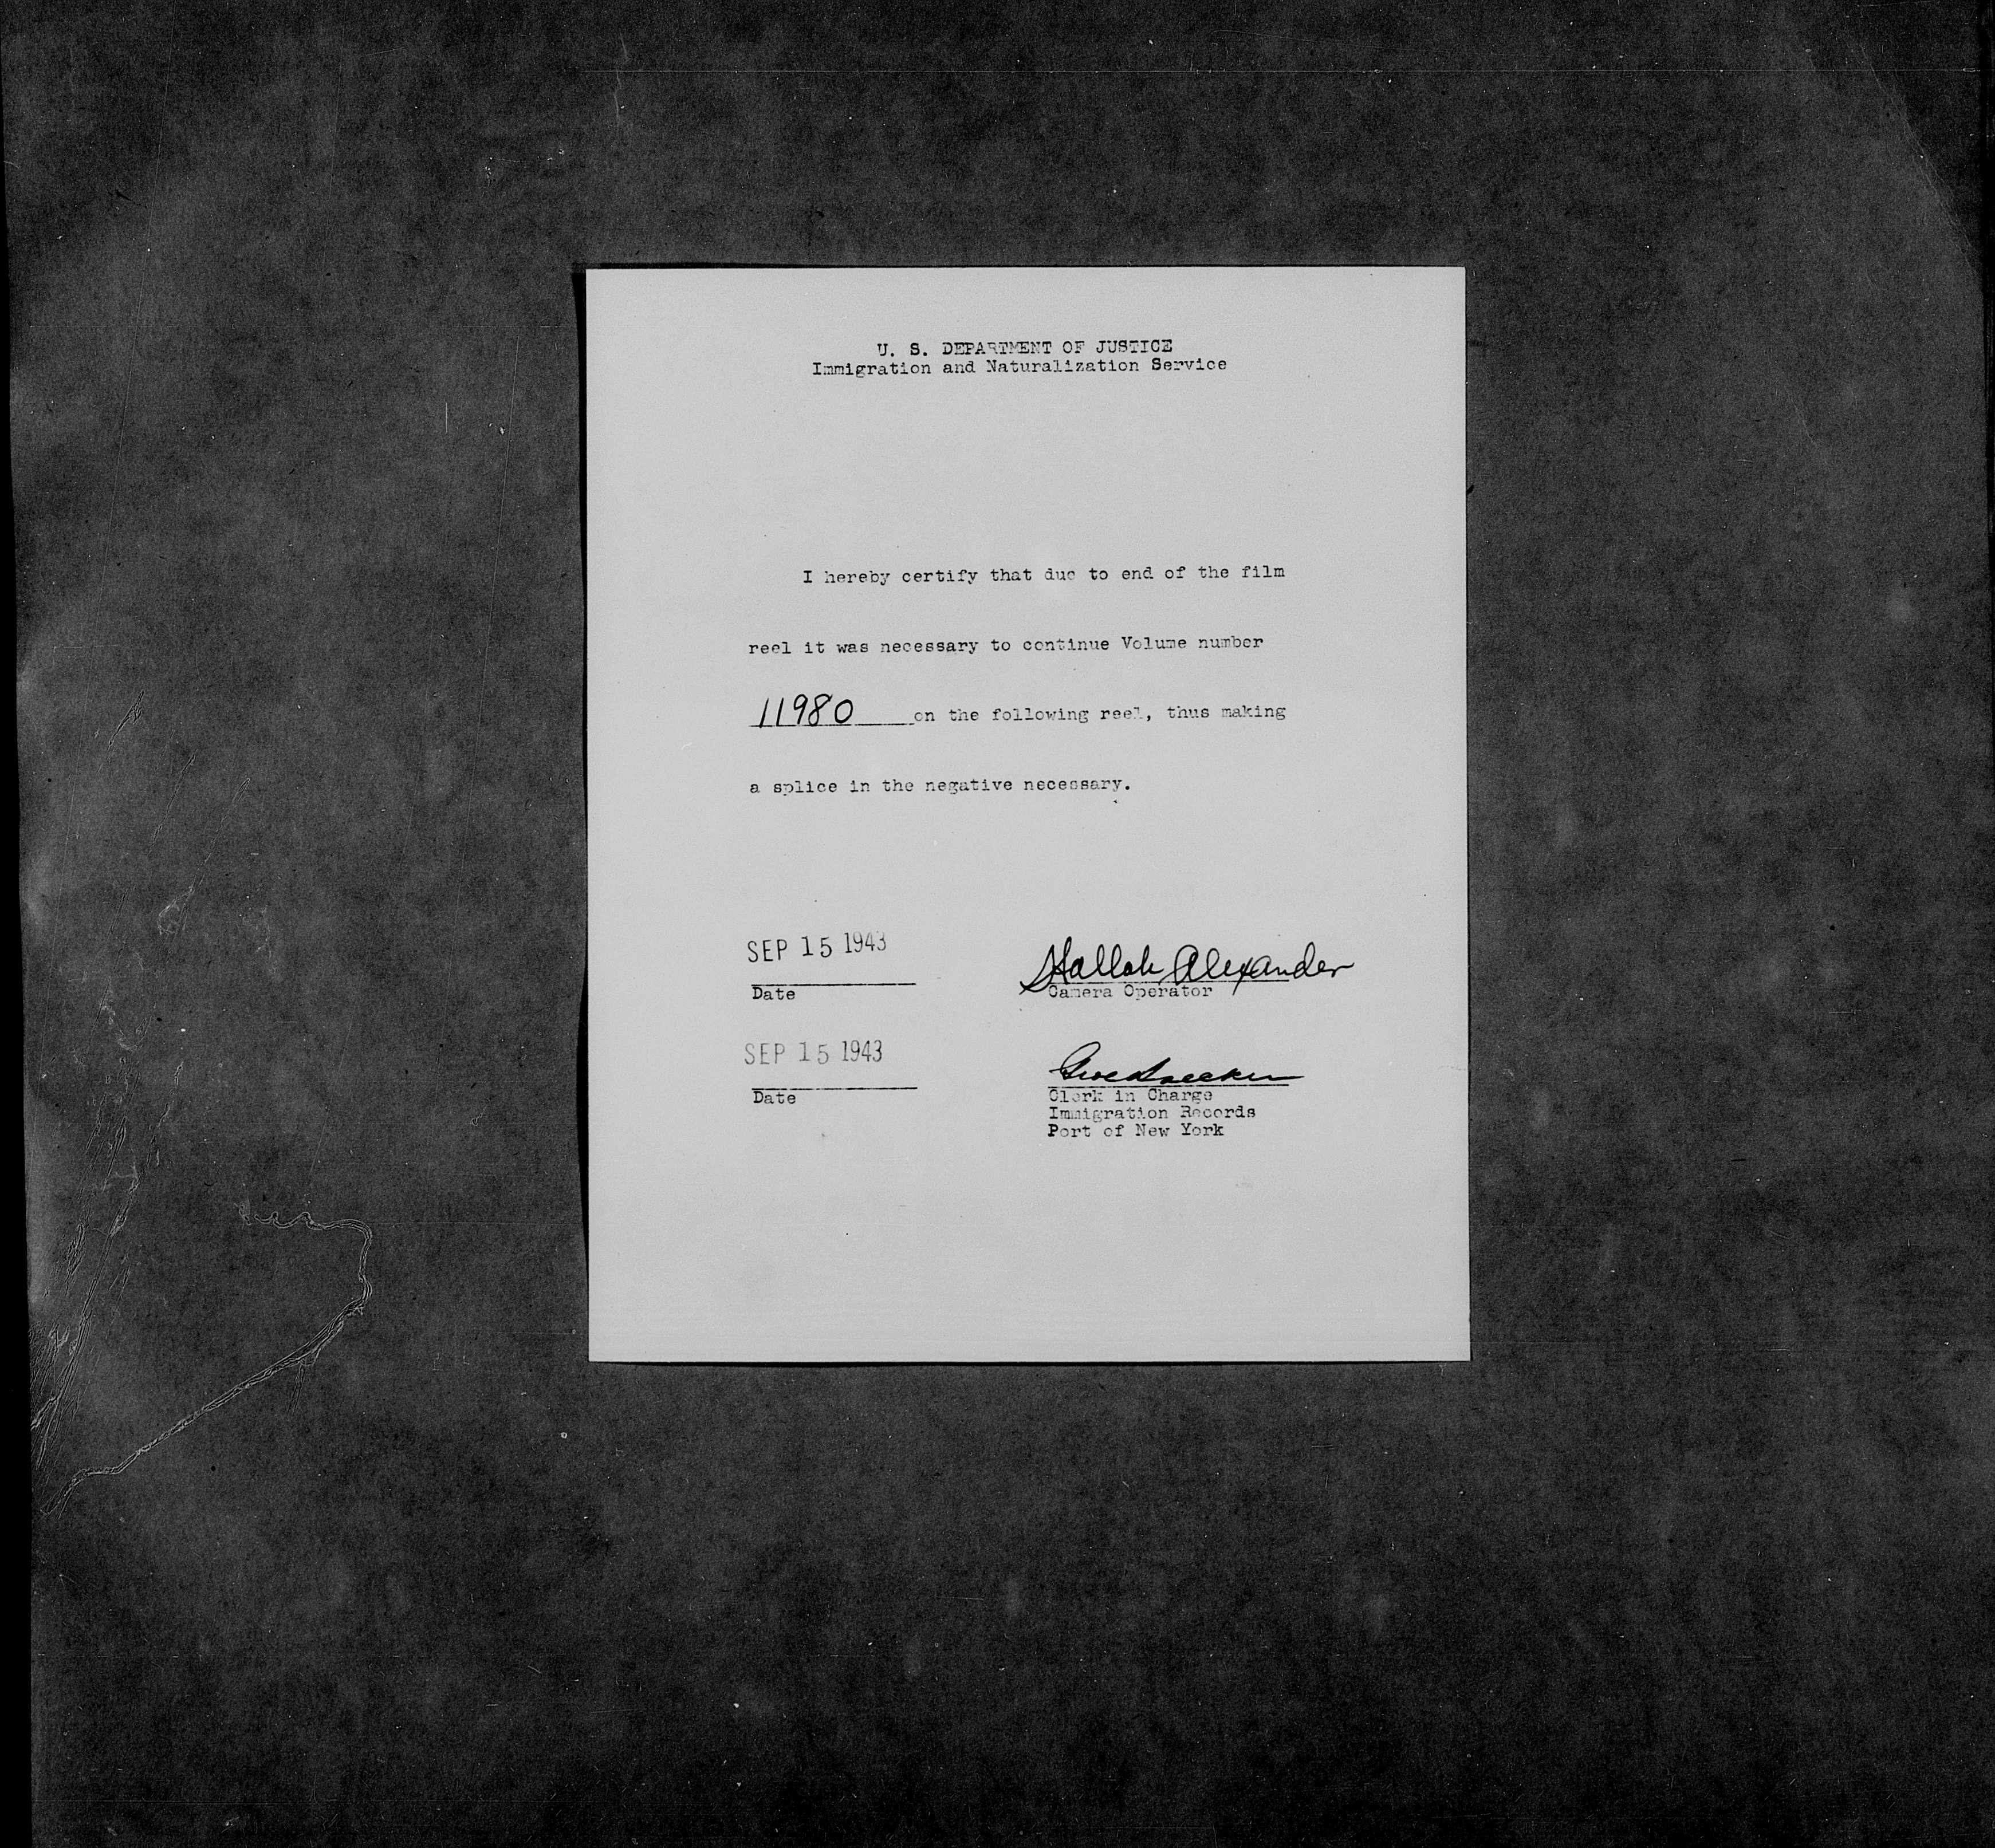 U. S. DEPARTMENT OF JUSTICE
Immigration and Naturalization Service
I hereby certify that due to end of the film
reel it was necessary to continue Volume number
11980 on the following reel, thus making
a splice in the negative necessary.
SEP 15 1943
Alexander
Date
Camera Operator
SEP 15 1943
Date
Clerk in Charge
Immigration Records
Port of New York